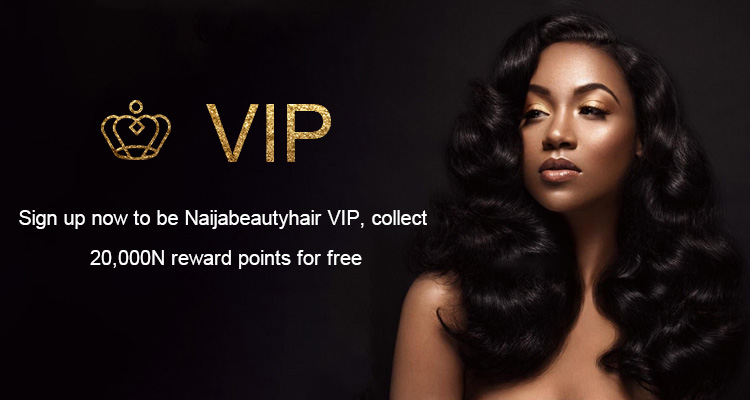 VIP
Sign up now to be Naijabeautyhair VIP, collect
20,000N reward points for free